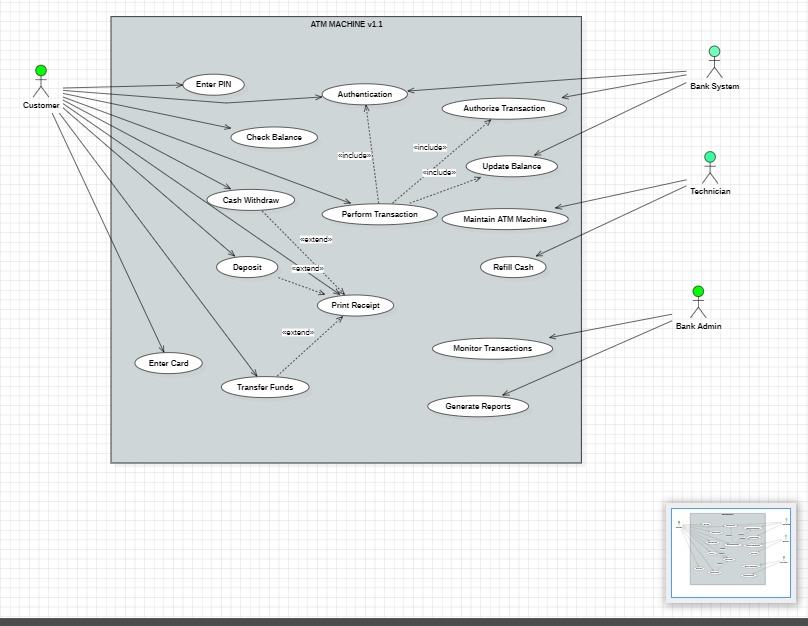 ATM MACHINE v1.1
Customer
Enter PIN
Authentication
Bank System
Authorize Transaction
Check Balance
«include»
«include»
Update Balance
«include»
Technician
Cash Withdraw
Perform Transaction
Maintain ATM Machine
«extend»
Deposit
«extend»
Refill Cash
Print Receipt
Bank Admin
«extend»
Monitor Transactions
Enter Card
Transfer Funds
Generate Reports